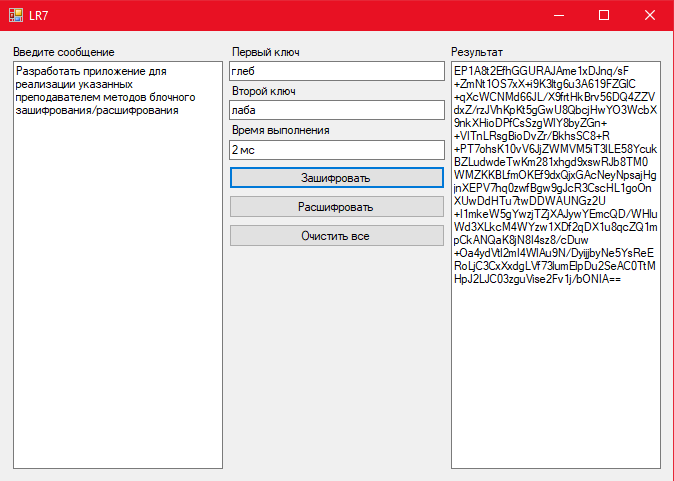 LR7
Введите сообщение
Разработать приложение для
реализации указанных
преподавателем методов блочного
зашифрования/расшифрования
Первый ключ
глеб
Второй ключ
лаба
Время выполнения
2 мс
Зашифровать
Расшифровать
Очистить все
Результат
EP1A8t2EfhGGURAJAme1xDJnq/sF
+ZmNt1OS7xX+i9K3ltg6u3A619FZGlC
+qXcWCNMd66JL/X9frtHkBrv56DQ4ZZV
dxZ/rzJVhKpKt5gGwU8QbcjHwYO3WcbX
9nkXHioDPfCsSzgWlY8byZGn+
+VITnLRsgBioDvZr/BkhsSC8+R
+PT7ohsK10vV6JjZWMVM5iT3ILE58Ycuk
BZLudwdeTwKm281xhgd9xswRJb8TM0
WMZKKBLfmOKEf9dxQjxGAcNeyNpsajHg
jnXEPV7hq0zwfBgw9gJcR3CscHL1goOn
XUwDdHTu7twDDWAUNGz2U
+I1mkeW5gYwzjTZjXAJywYEmcQD/WHlu
Wd3XLkcM4WYzw1XDf2qDX1u8qcZQ1m
pCkANQaK8jN8l4sz8/cDuw
+Oa4ydVtI2mI4WlAu9N/DyijjbyNe5YsReE
RoLjC3CxXxdgLVf73lumElpDu2SeAC0TtM
HpJ2LJC03zguVise2Fv1j/bONIA==